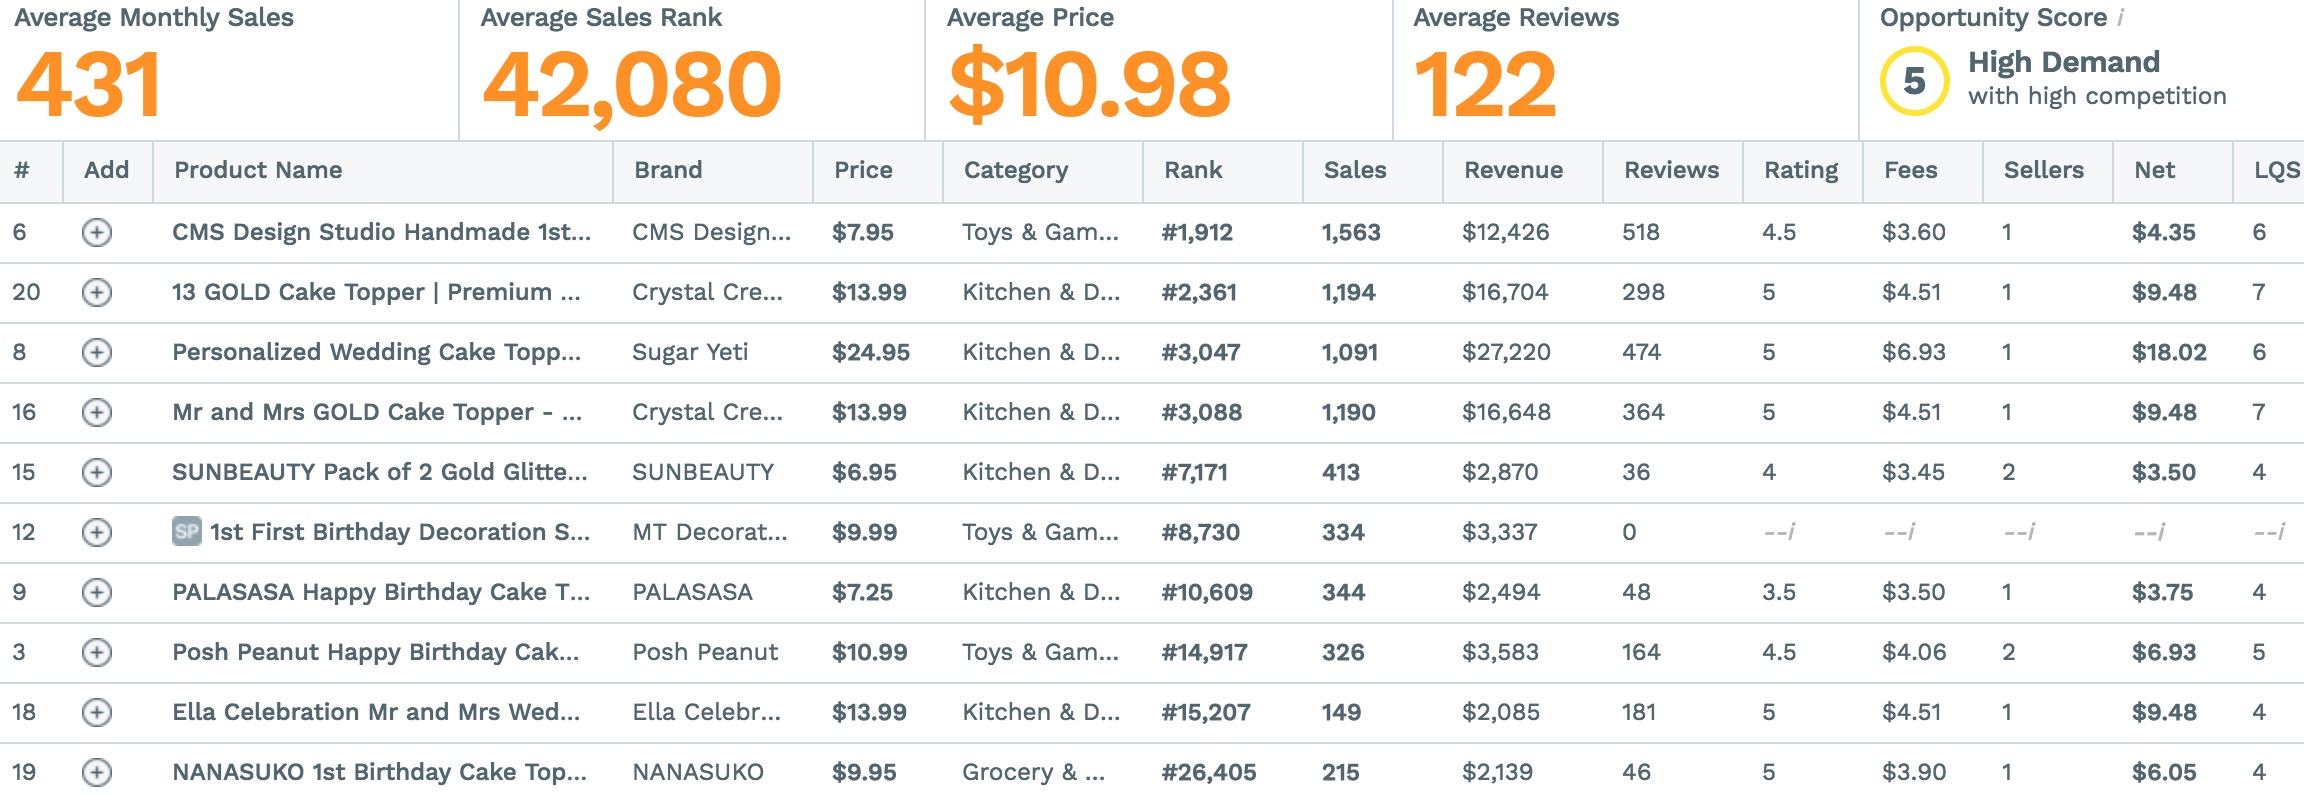 Average Monthly Sales Average Sales Rank Average Price Average Reviews Opportunity Score i
431 42,080 $10.98 122 5 High Demand
with high competition
# Add Product Name Brand Price Category Rank Sales Revenue Reviews Rating Fees Sellers Net LQS
6 CMS Design Studio Handmade 1st... CMS Design... $7.95 Toys & Gam... #1,912 1,563 $12,426 518 4.5 $3.60 1 $4.35 6
20 13 GOLD Cake Topper | Premium ... Crystal Cre... $13.99 Kitchen & D... #2,361 1,194 $16,704 298 5 $4.51 1 $9.48 7
8 Personalized Wedding Cake Topp... Sugar Yeti $24.95 Kitchen & D... #3,047 1,091 $27,220 474 5 $6.93 1 $18.02 6
16 Mr and Mrs GOLD Cake Topper - ... Crystal Cre... $13.99 Kitchen & D... #3,088 1,190 $16,648 364 5 $4.51 1 $9.48 7
15 SUNBEAUTY Pack of 2 Gold Glitte... SUNBEAUTY $6.95 Kitchen & D... #7,171 413 $2,870 36 4 $3.45 2 $3.50 4
12 SP 1st First Birthday Decoration S... MT Decorat... $9.99 Toys & Gam... #8,730 334 $3,337 0 --i --i --i --i --i
9 PALASASA Happy Birthday Cake T... PALASASA $7.25 Kitchen & D... #10,609 344 $2,494 48 3.5 $3.50 1 $3.75 4
3 Posh Peanut Happy Birthday Cak... Posh Peanut $10.99 Toys & Gam... #14,917 326 $3,583 164 4.5 $4.06 2 $6.93 5
18 Ella Celebration Mr and Mrs Wed... Ella Celebr... $13.99 Kitchen & D... #15,207 149 $2,085 181 5 $4.51 1 $9.48 4
19 NANASUKO 1st Birthday Cake Top... NANASUKO $9.95 Grocery & ... #26,405 215 $2,139 46 5 $3.90 1 $6.05 4